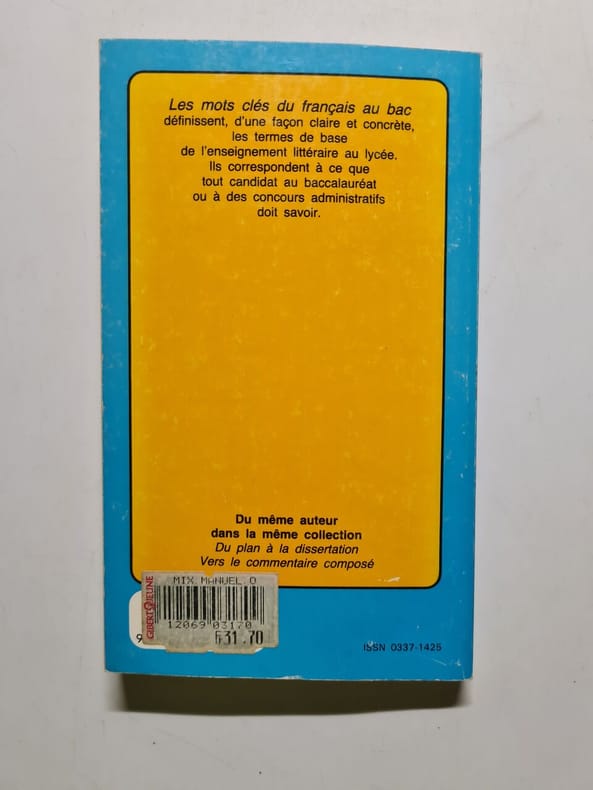 Les mots clés du français au bac
définissent, d'une façon claire et concrète,
les termes de base
de l'enseignement littéraire au lycée.
Ils correspondent à ce que
tout candidat au baccalauréat
ou à des concours administratifs
doit savoir.
Du même auteur
dans la même collection
Du plan à la dissertation
Vers le commentaire composé
GIBERT JEUNE
MIX MANUEL O
12069 03170
F31.70
9
ISSN 0337-1425